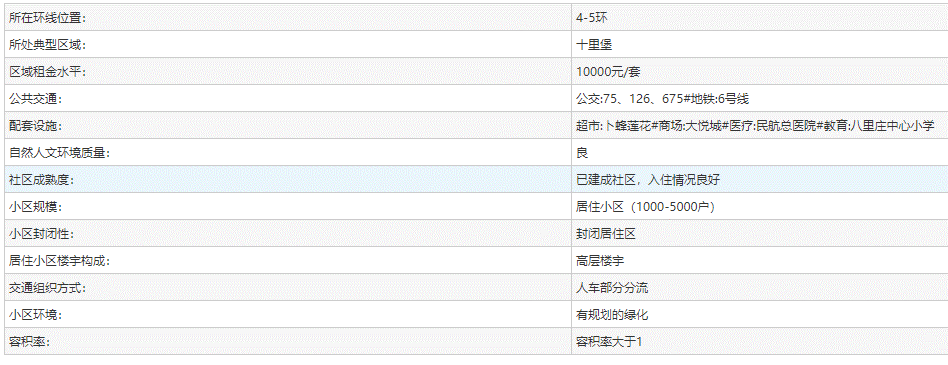 所在环线位置： 4-5环
所处典型区域： 十里堡
区域租金水平： 10000元/套
公共交通： 公交:75、126、675#地铁:6号线
配套设施： 超市:卜蜂莲花#商场:大悦城#医疗:民航总医院#教育:八里庄中心小学
自然人文环境质量： 良
社区成熟度： 已建成社区，入住情况良好
小区规模： 居住小区（1000-5000户）
小区封闭性： 封闭居住区
居住小区楼宇构成： 高层楼宇
交通组织方式： 人车部分分流
小区环境： 有规划的绿化
容积率： 容积率大于1